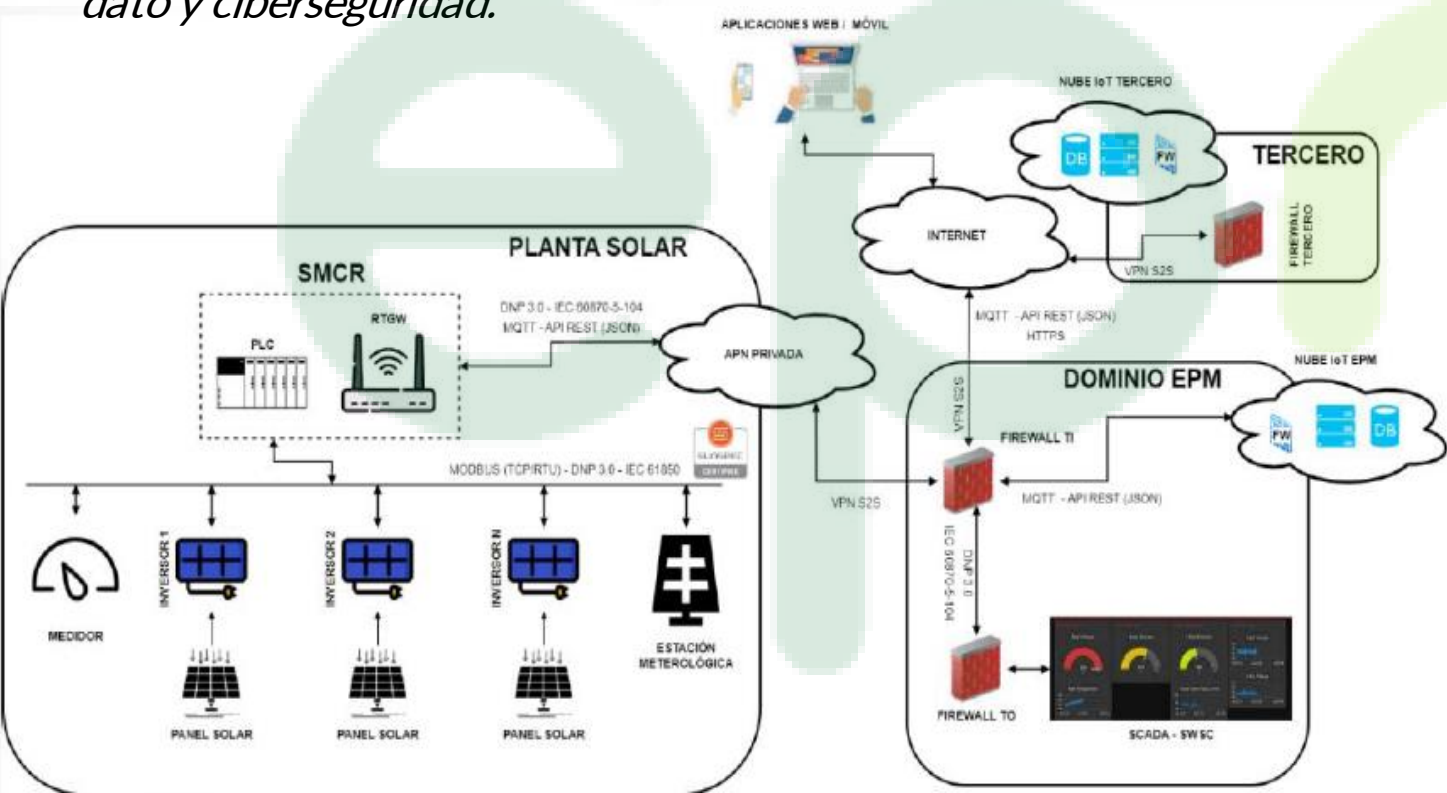 dato y ciberseguridad.
APLICACIONES WEB / MÓVIL
NUBE IoT TERCERO
DB
FW
TERCERO
FIREWALL
TERCERO
VPN S2S
INTERNET
PLANTA SOLAR
SMCR
PLC
RTGW
DNP 3.0 - IEC 60870-5-104
MQTT - API REST (JSON)
APN PRIVADA
MQTT - API REST (JSON)
HTTPS
VPN S2S
DOMINIO EPM
NUBE IoT EPM
FW
DB
FIREWALL TI
MQTT - API REST (JSON)
VPN S2S
MODBUS (TCP/RTU) - DNP 3.0 - IEC 61850
SUNSPEC
CERTIFIED
IEC 60870-5-104
DNP 3.0
MEDIDOR
INVERSOR 1
INVERSOR 2
INVERSOR N
ESTACIÓN
METEROLÓGICA
PANEL SOLAR
PANEL SOLAR
PANEL SOLAR
FIREWALL TO
SCADA - SWSC